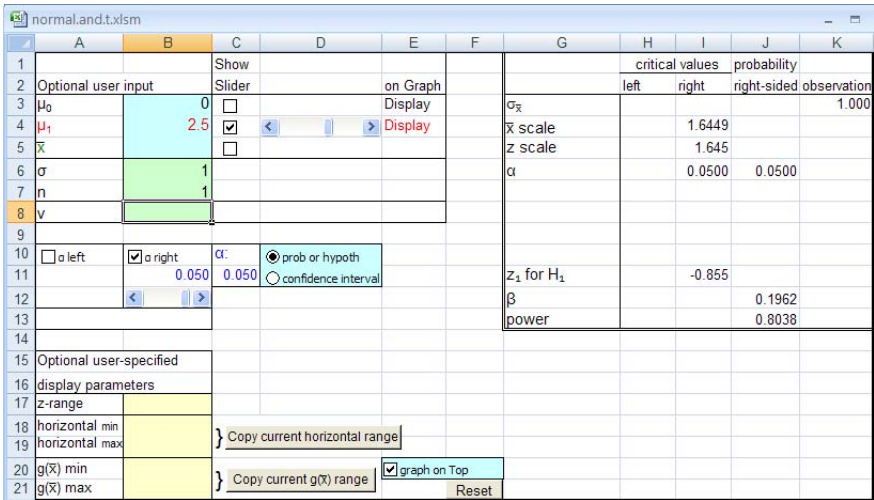 normal.and.t.xlsm
A B C D E F G H I J K
1 Show critical values probability
2 Optional user input Slider on Graph left right right-sided observation
3 μ₀ 0 Display σx̅ 1.000
4 μ₁ 2.5 Display x̅ scale 1.6449
5 x̅ z scale 1.645
6 σ 1 α 0.0500 0.0500
7 n 1
8 ν
9
10 α left α right α: prob or hypoth
11 0.050 0.050 confidence interval z₁ for H₁ -0.855
12 β 0.1962
13 power 0.8038
14
15 Optional user-specified
16 display parameters
17 z-range
18 horizontal min
19 horizontal max
} Copy current horizontal range
20 g(x̅) min graph on Top
21 g(x̅) max Reset
} Copy current g(x̅) range